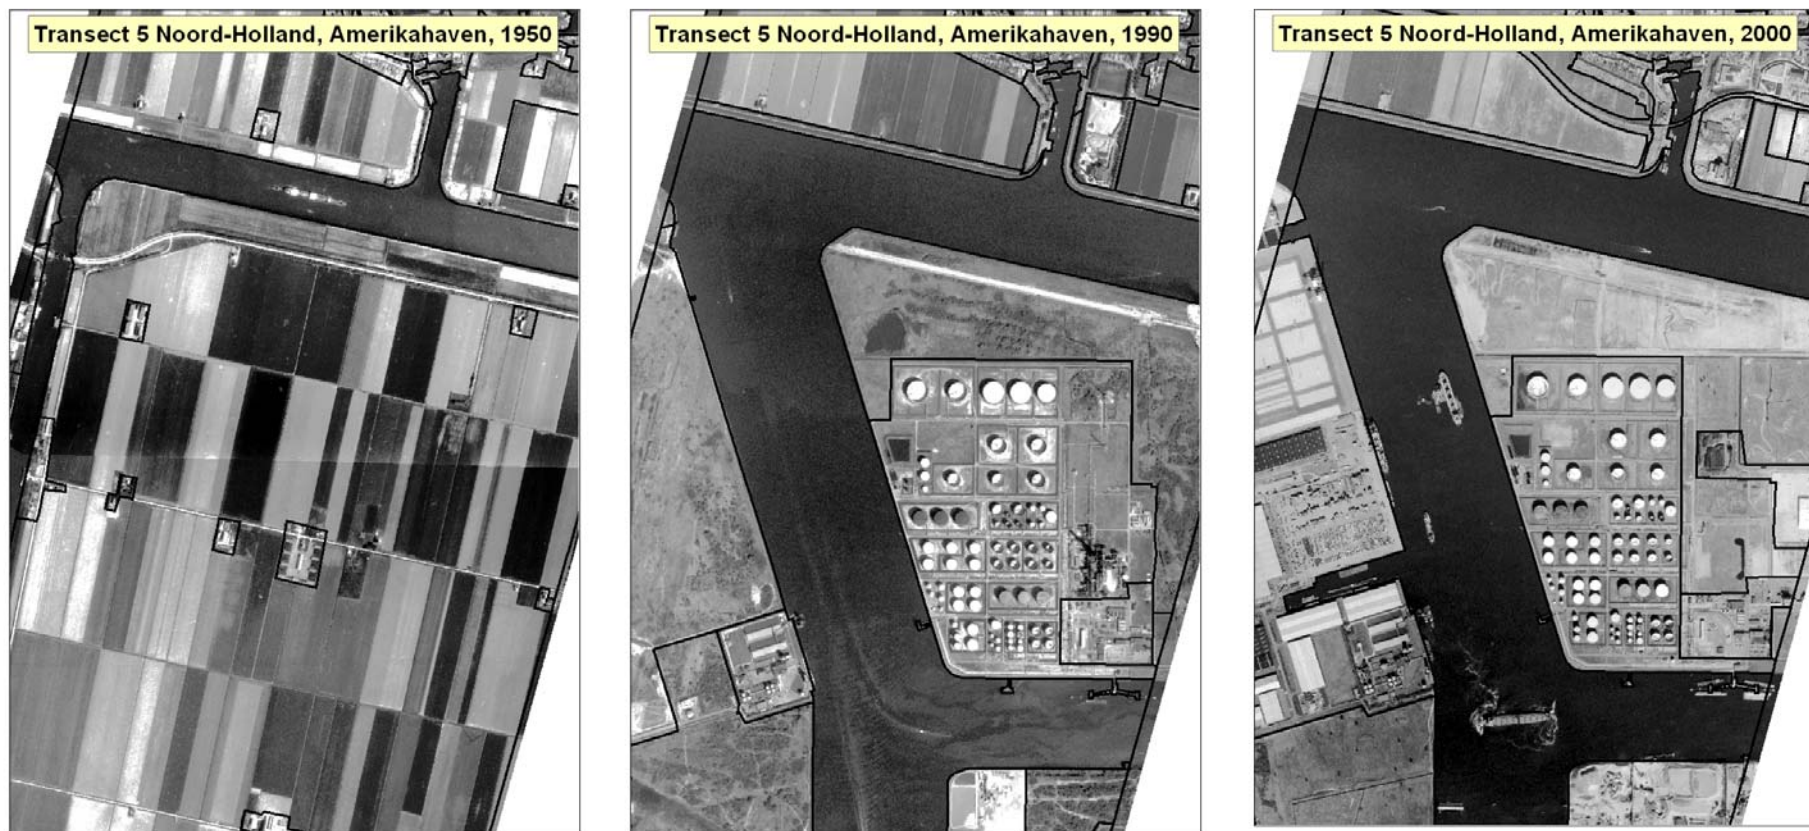 Transect 5 Noord-Holland, Amerikahaven, 1950
Transect 5 Noord-Holland, Amerikahaven, 1990
Transect 5 Noord-Holland, Amerikahaven, 2000